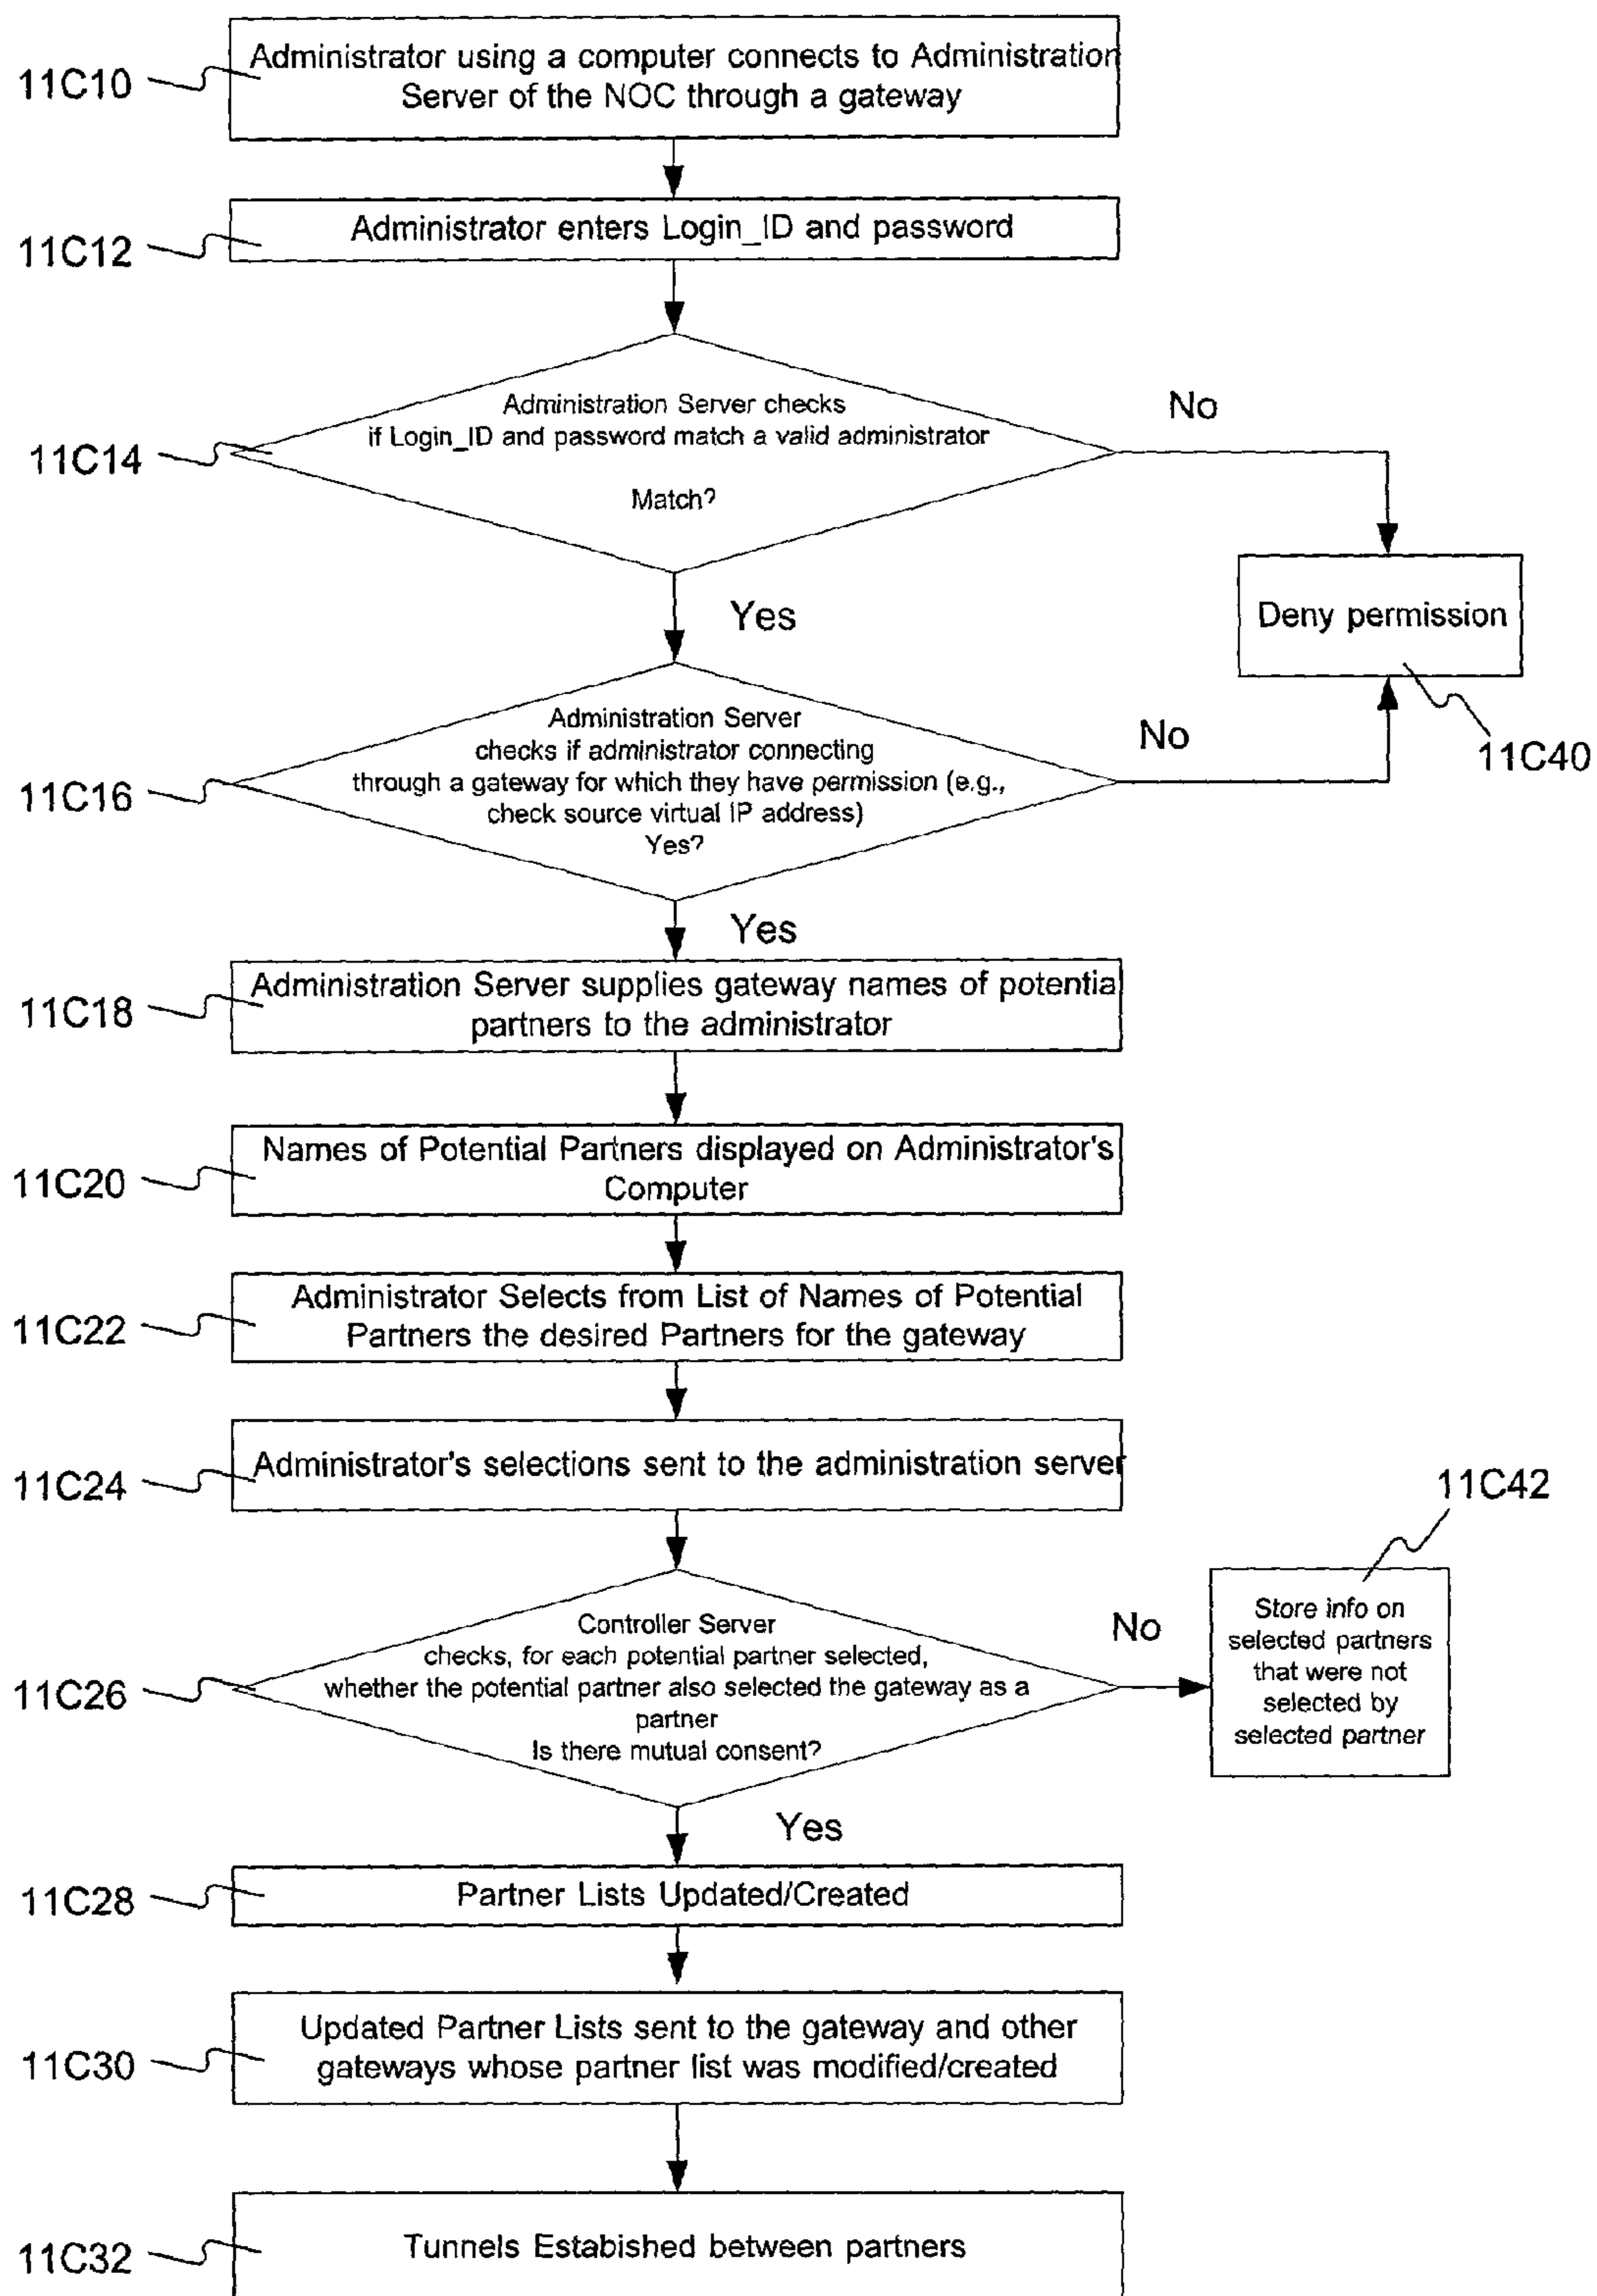 11C10
Administrator using a computer connects to Administration
Server of the NOC through a gateway
11C12
Administrator enters Login_ID and password
11C14
Administration Server checks
if Login_ID and password match a valid administrator
Match?
No
Yes
Deny permission
11C40
11C16
Administration Server
checks if administrator connecting
through a gateway for which they have permission (e.g.,
check source virtual IP address)
Yes?
No
Yes
11C18
Administration Server supplies gateway names of potential
partners to the administrator
11C20
Names of Potential Partners displayed on Administrator's
Computer
11C22
Administrator Selects from List of Names of Potential
Partners the desired Partners for the gateway
11C24
Administrator's selections sent to the administration server
11C26
Controller Server
checks, for each potential partner selected,
whether the potential partner also selected the gateway as a
partner
Is there mutual consent?
No
11C42
Store info on
selected partners
that were not
selected by
selected partner
Yes
11C28
Partner Lists Updated/Created
11C30
Updated Partner Lists sent to the gateway and other
gateways whose partner list was modified/created
11C32
Tunnels Estabished between partners